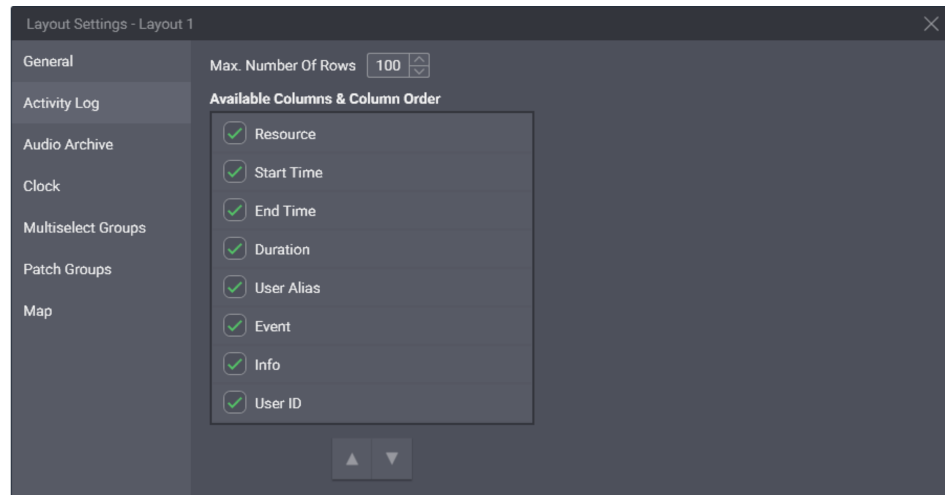 Layout Settings - Layout 1
General
Activity Log
Audio Archive
Clock
Multiselect Groups
Patch Groups
Map
Max. Number Of Rows 100
Available Columns & Column Order
Resource
Start Time
End Time
Duration
User Alias
Event
Info
User ID